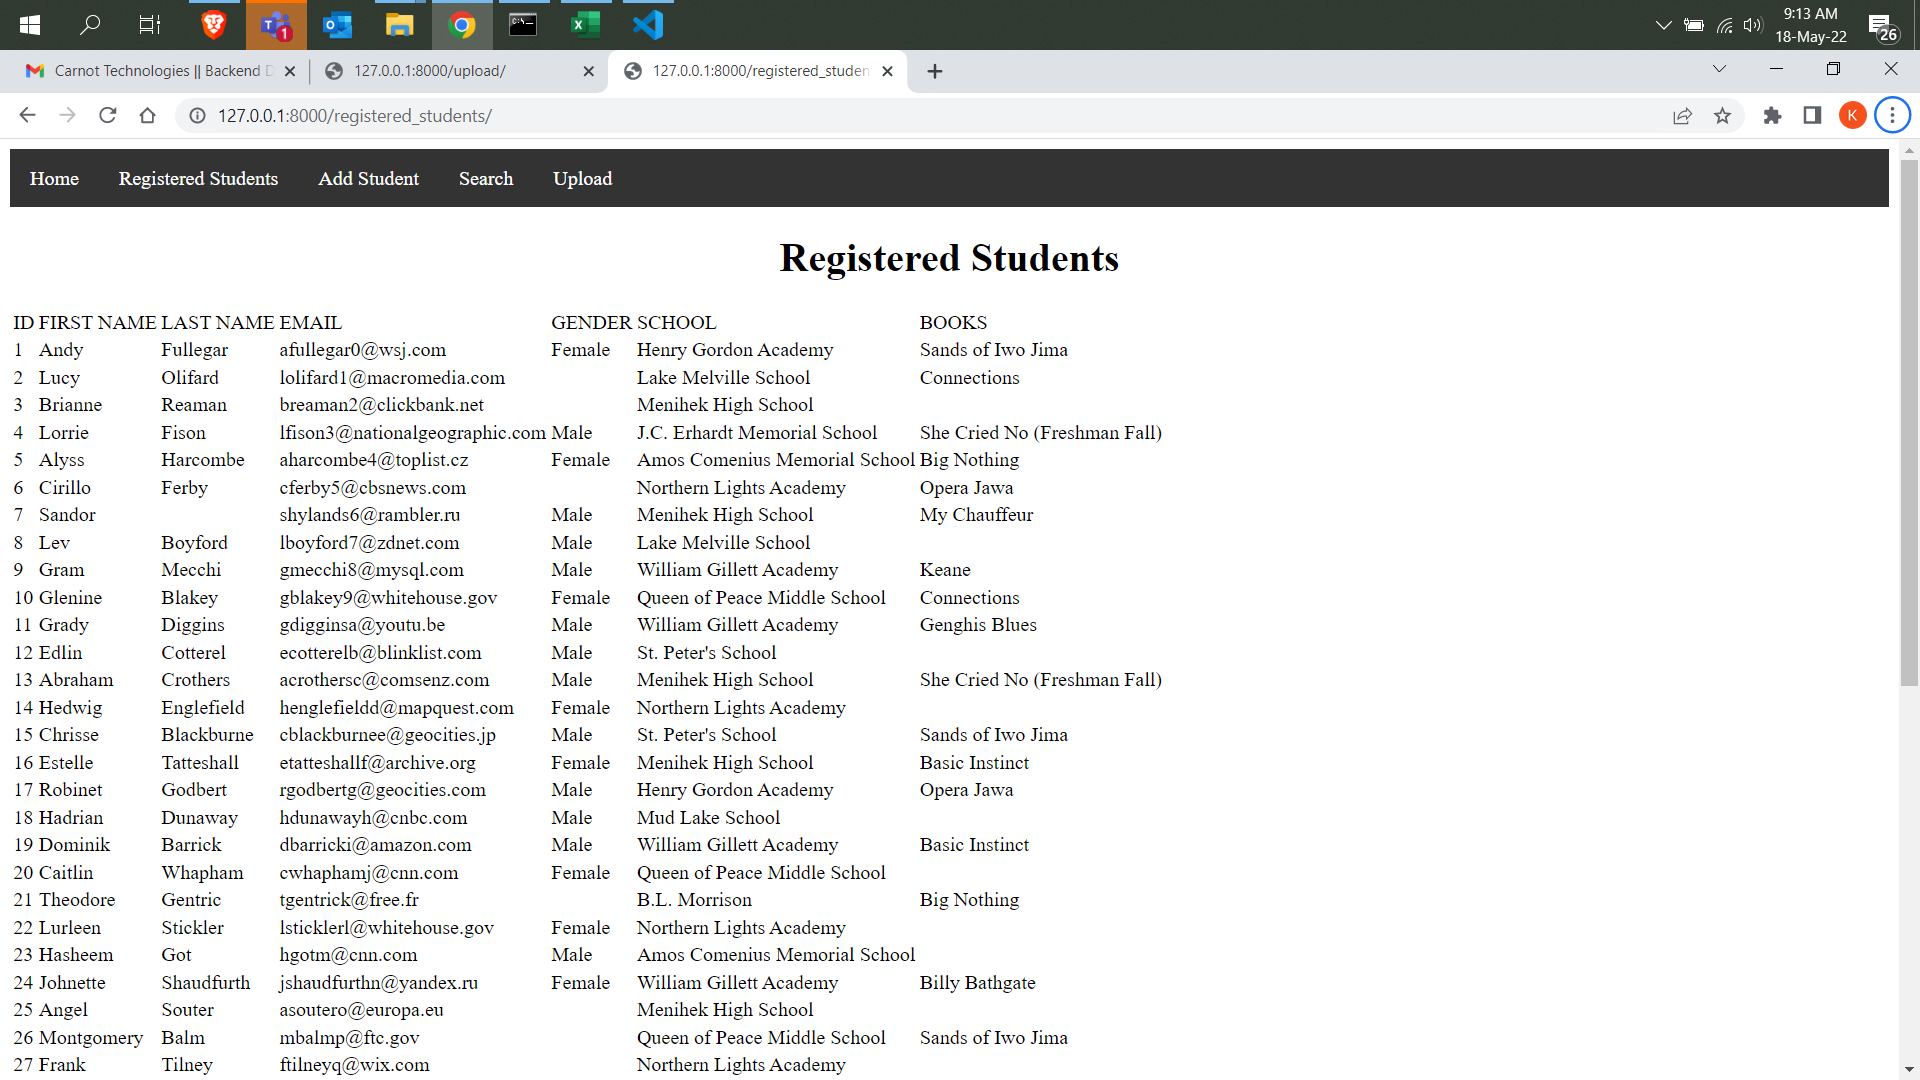 9:13 AM
18-May-22
26
1
Carnot Technologies || Backend D
127.0.0.1:8000/upload/
127.0.0.1:8000/registered_studen
127.0.0.1:8000/registered_students/
K
Home Registered Students Add Student Search Upload
Registered Students
ID FIRST NAME LAST NAME EMAIL GENDER SCHOOL BOOKS
1 Andy Fullegar afullegar0@wsj.com Female Henry Gordon Academy Sands of Iwo Jima
2 Lucy Olifard lolifard1@macromedia.com Lake Melville School Connections
3 Brianne Reaman breaman2@clickbank.net Menihek High School
4 Lorrie Fison lfison3@nationalgeographic.com Male J.C. Erhardt Memorial School She Cried No (Freshman Fall)
5 Alyss Harcombe aharcombe4@toplist.cz Female Amos Comenius Memorial School Big Nothing
6 Cirillo Ferby cferby5@cbsnews.com Northern Lights Academy Opera Jawa
7 Sandor shylands6@rambler.ru Male Menihek High School My Chauffeur
8 Lev Boyford lboyford7@zdnet.com Male Lake Melville School
9 Gram Mecchi gmecchi8@mysql.com Male William Gillett Academy Keane
10 Glenine Blakey gblakey9@whitehouse.gov Female Queen of Peace Middle School Connections
11 Grady Diggins gdigginsa@youtu.be Male William Gillett Academy Genghis Blues
12 Edlin Cotterel ecotterelb@blinklist.com Male St. Peter's School
13 Abraham Crothers acrothersc@comsenz.com Male Menihek High School She Cried No (Freshman Fall)
14 Hedwig Englefield henglefieldd@mapquest.com Female Northern Lights Academy
15 Chrisse Blackburne cblackburnee@geocities.jp Male St. Peter's School Sands of Iwo Jima
16 Estelle Tatteshall etatteshallf@archive.org Female Menihek High School Basic Instinct
17 Robinet Godbert rgodbertg@geocities.com Male Henry Gordon Academy Opera Jawa
18 Hadrian Dunaway hdunawayh@cnbc.com Male Mud Lake School
19 Dominik Barrick dbarricki@amazon.com Male William Gillett Academy Basic Instinct
20 Caitlin Whapham cwhaphamj@cnn.com Female Queen of Peace Middle School
21 Theodore Gentric tgentrick@free.fr B.L. Morrison Big Nothing
22 Lurleen Stickler lsticklerl@whitehouse.gov Female Northern Lights Academy
23 Hasheem Got hgotm@cnn.com Male Amos Comenius Memorial School
24 Johnette Shaudfurth jshaudfurthn@yandex.ru Female William Gillett Academy Billy Bathgate
25 Angel Souter asoutero@europa.eu Menihek High School
26 Montgomery Balm mbalmp@ftc.gov Queen of Peace Middle School Sands of Iwo Jima
27 Frank Tilney ftilneyq@wix.com Northern Lights Academy